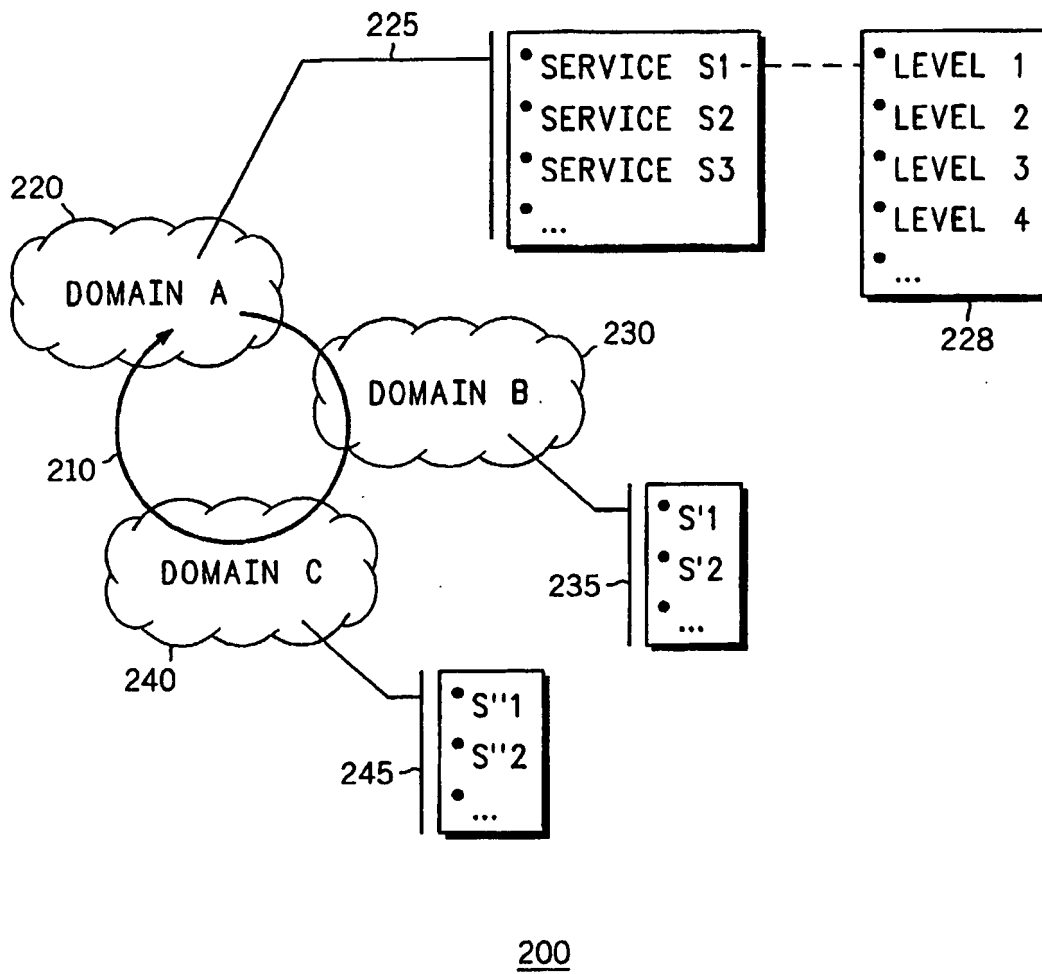 225
• SERVICE S1
• SERVICE S2
• SERVICE S3
• ...
• LEVEL 1
• LEVEL 2
• LEVEL 3
• LEVEL 4
• ...
228
220
DOMAIN A
230
DOMAIN B
210
DOMAIN C
240
235
• S'1
• S'2
• ...
245
• S''1
• S''2
• ...
200